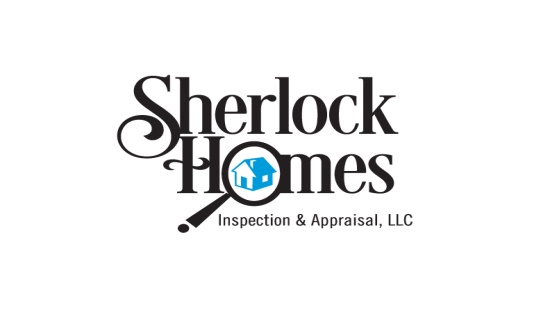 Sherlock
Homes
Inspection & Appraisal, LLC